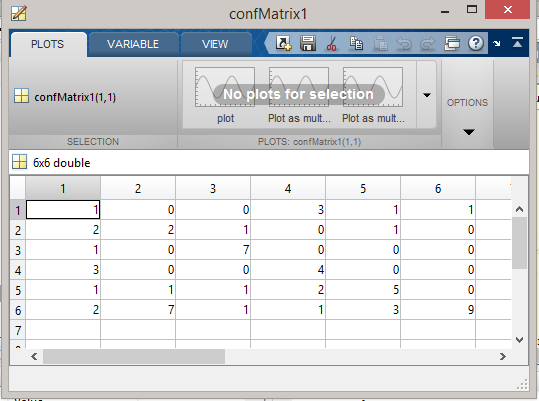 confMatrix1
PLOTS VARIABLE VIEW
confMatrix1(1,1)
No plots for selection
plot Plot as mult... Plot as mult...
OPTIONS
SELECTION PLOTS: confMatrix1(1,1)
6x6 double
1 2 3 4 5 6
1 1 0 0 3 1 1
2 2 2 1 0 1 0
3 1 0 7 0 0 0
4 3 0 0 4 0 0
5 1 1 1 2 5 0
6 2 7 1 1 3 9
7